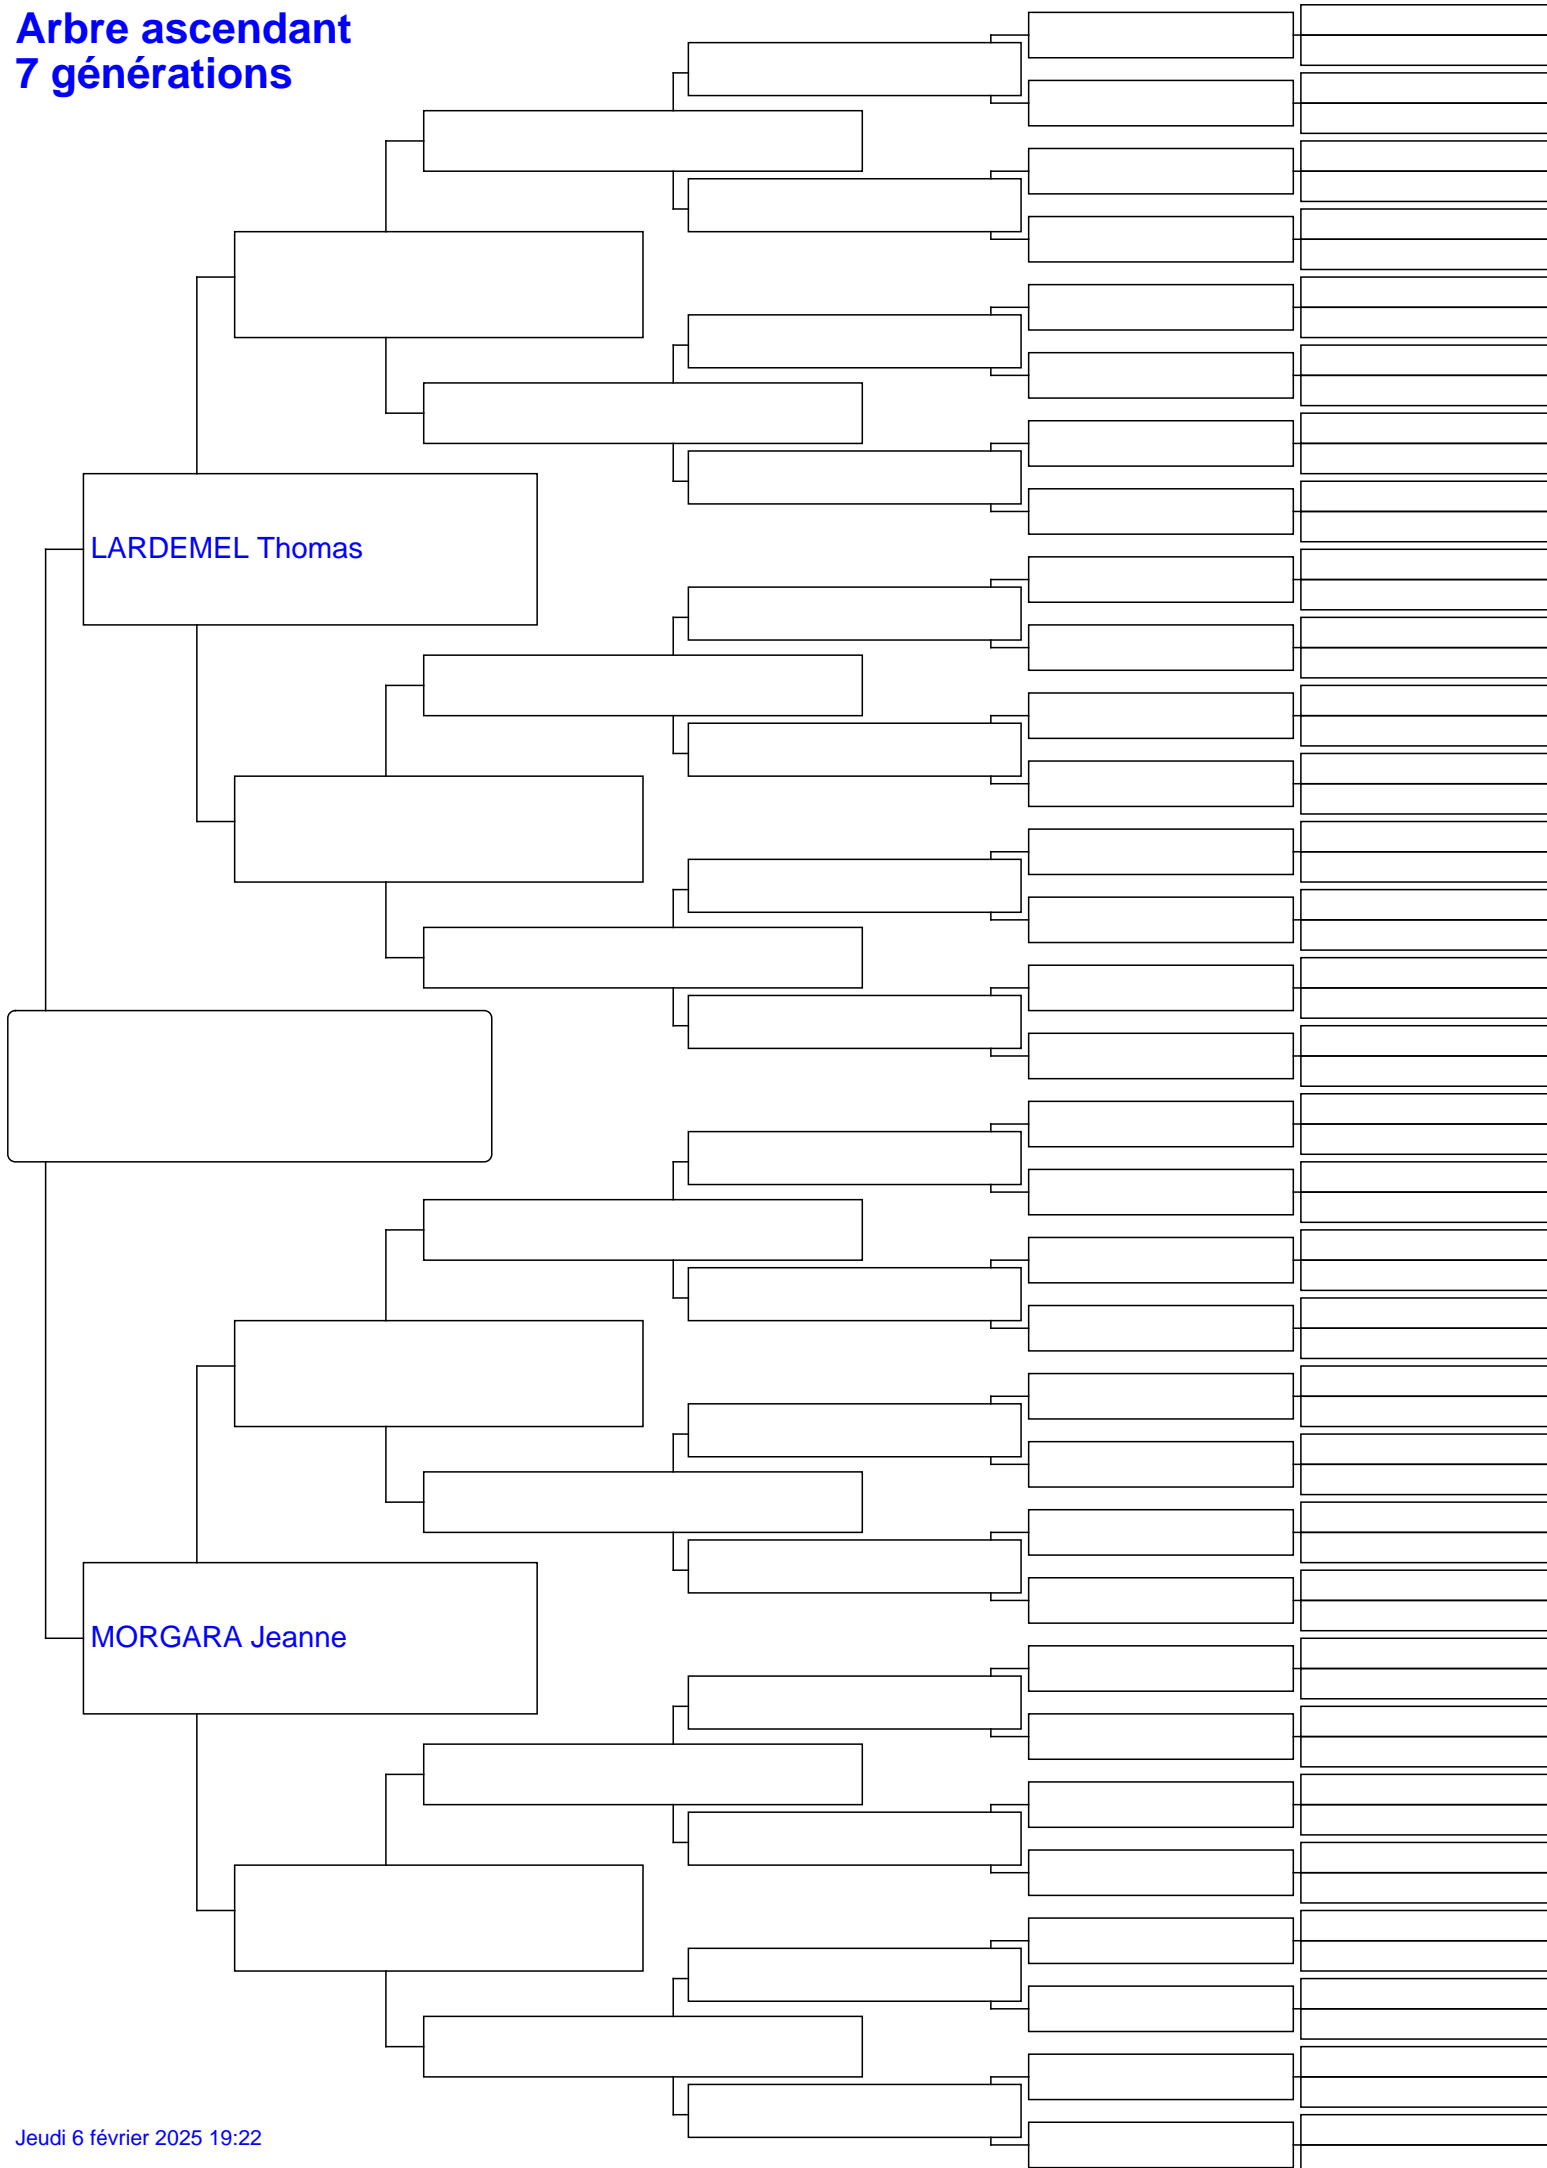 Arbre ascendant
7 générations
LARDEMEL Thomas
MORGARA Jeanne
Jeudi 6 février 2025 19:22